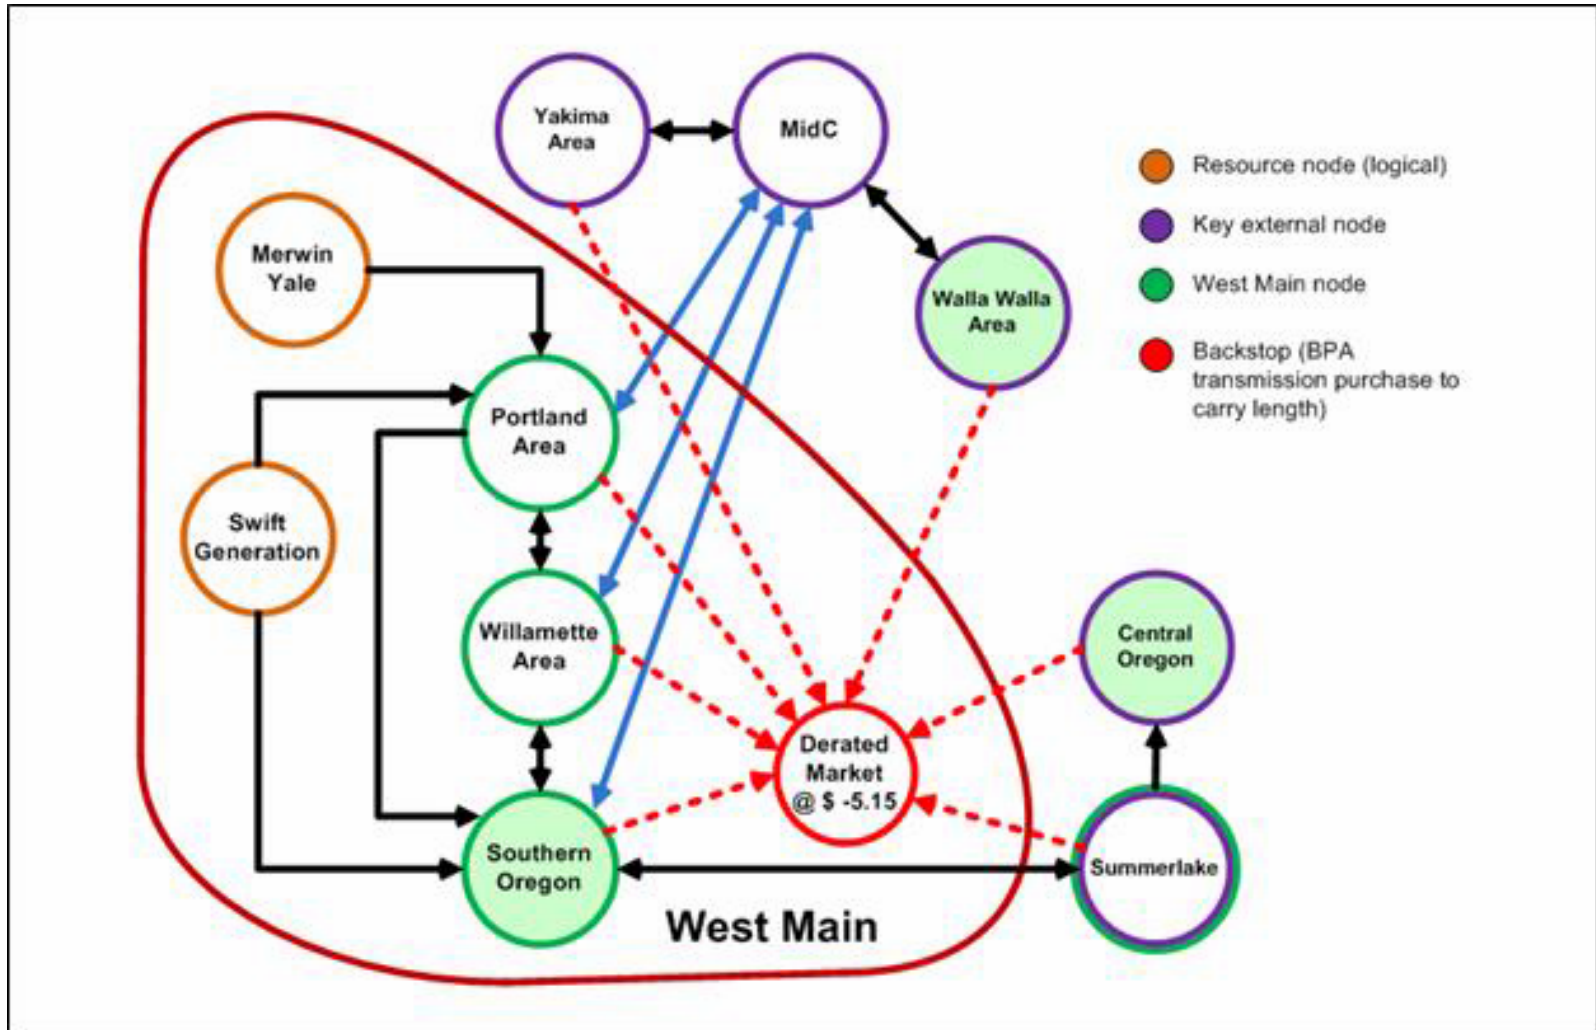 Yakima
Area
MidC
Resource node (logical)
Key external node
Merwin
Yale
West Main node
Walla Walla
Area
Backstop (BPA
transmission purchase to
carry length)
Portland
Area
Swift
Generation
Willamette
Area
Central
Oregon
Derated
Market
@ $ -5.15
Southern
Oregon
Summerlake
West Main